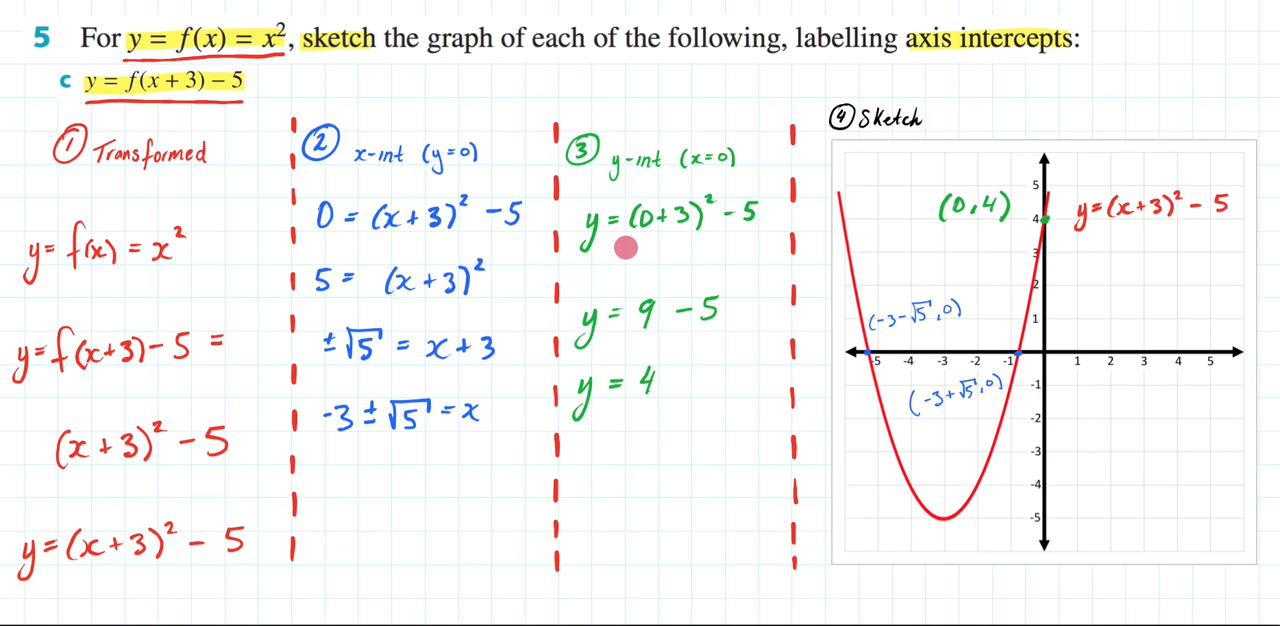 5 For y = f(x) = x², sketch the graph of each of the following, labelling axis intercepts:
c y = f(x + 3) − 5
① Transformed
y = f(x) = x²
y = f(x+3) − 5 =
(x + 3)² − 5
y = (x + 3)² − 5
② x-int (y=0)
0 = (x + 3)² − 5
5 = (x + 3)²
±√5 = x + 3
-3 ± √5 = x
③ y-int (x=0)
y = (0+3)² − 5
y = 9 − 5
y = 4
④ Sketch
(0,4) y=(x+3)² − 5
(-3-√5,0)
(-3+√5,0)
5
4
3
2
1
-5 -4 -3 -2 -1 1 2 3 4 5
-1
-2
-3
-4
-5